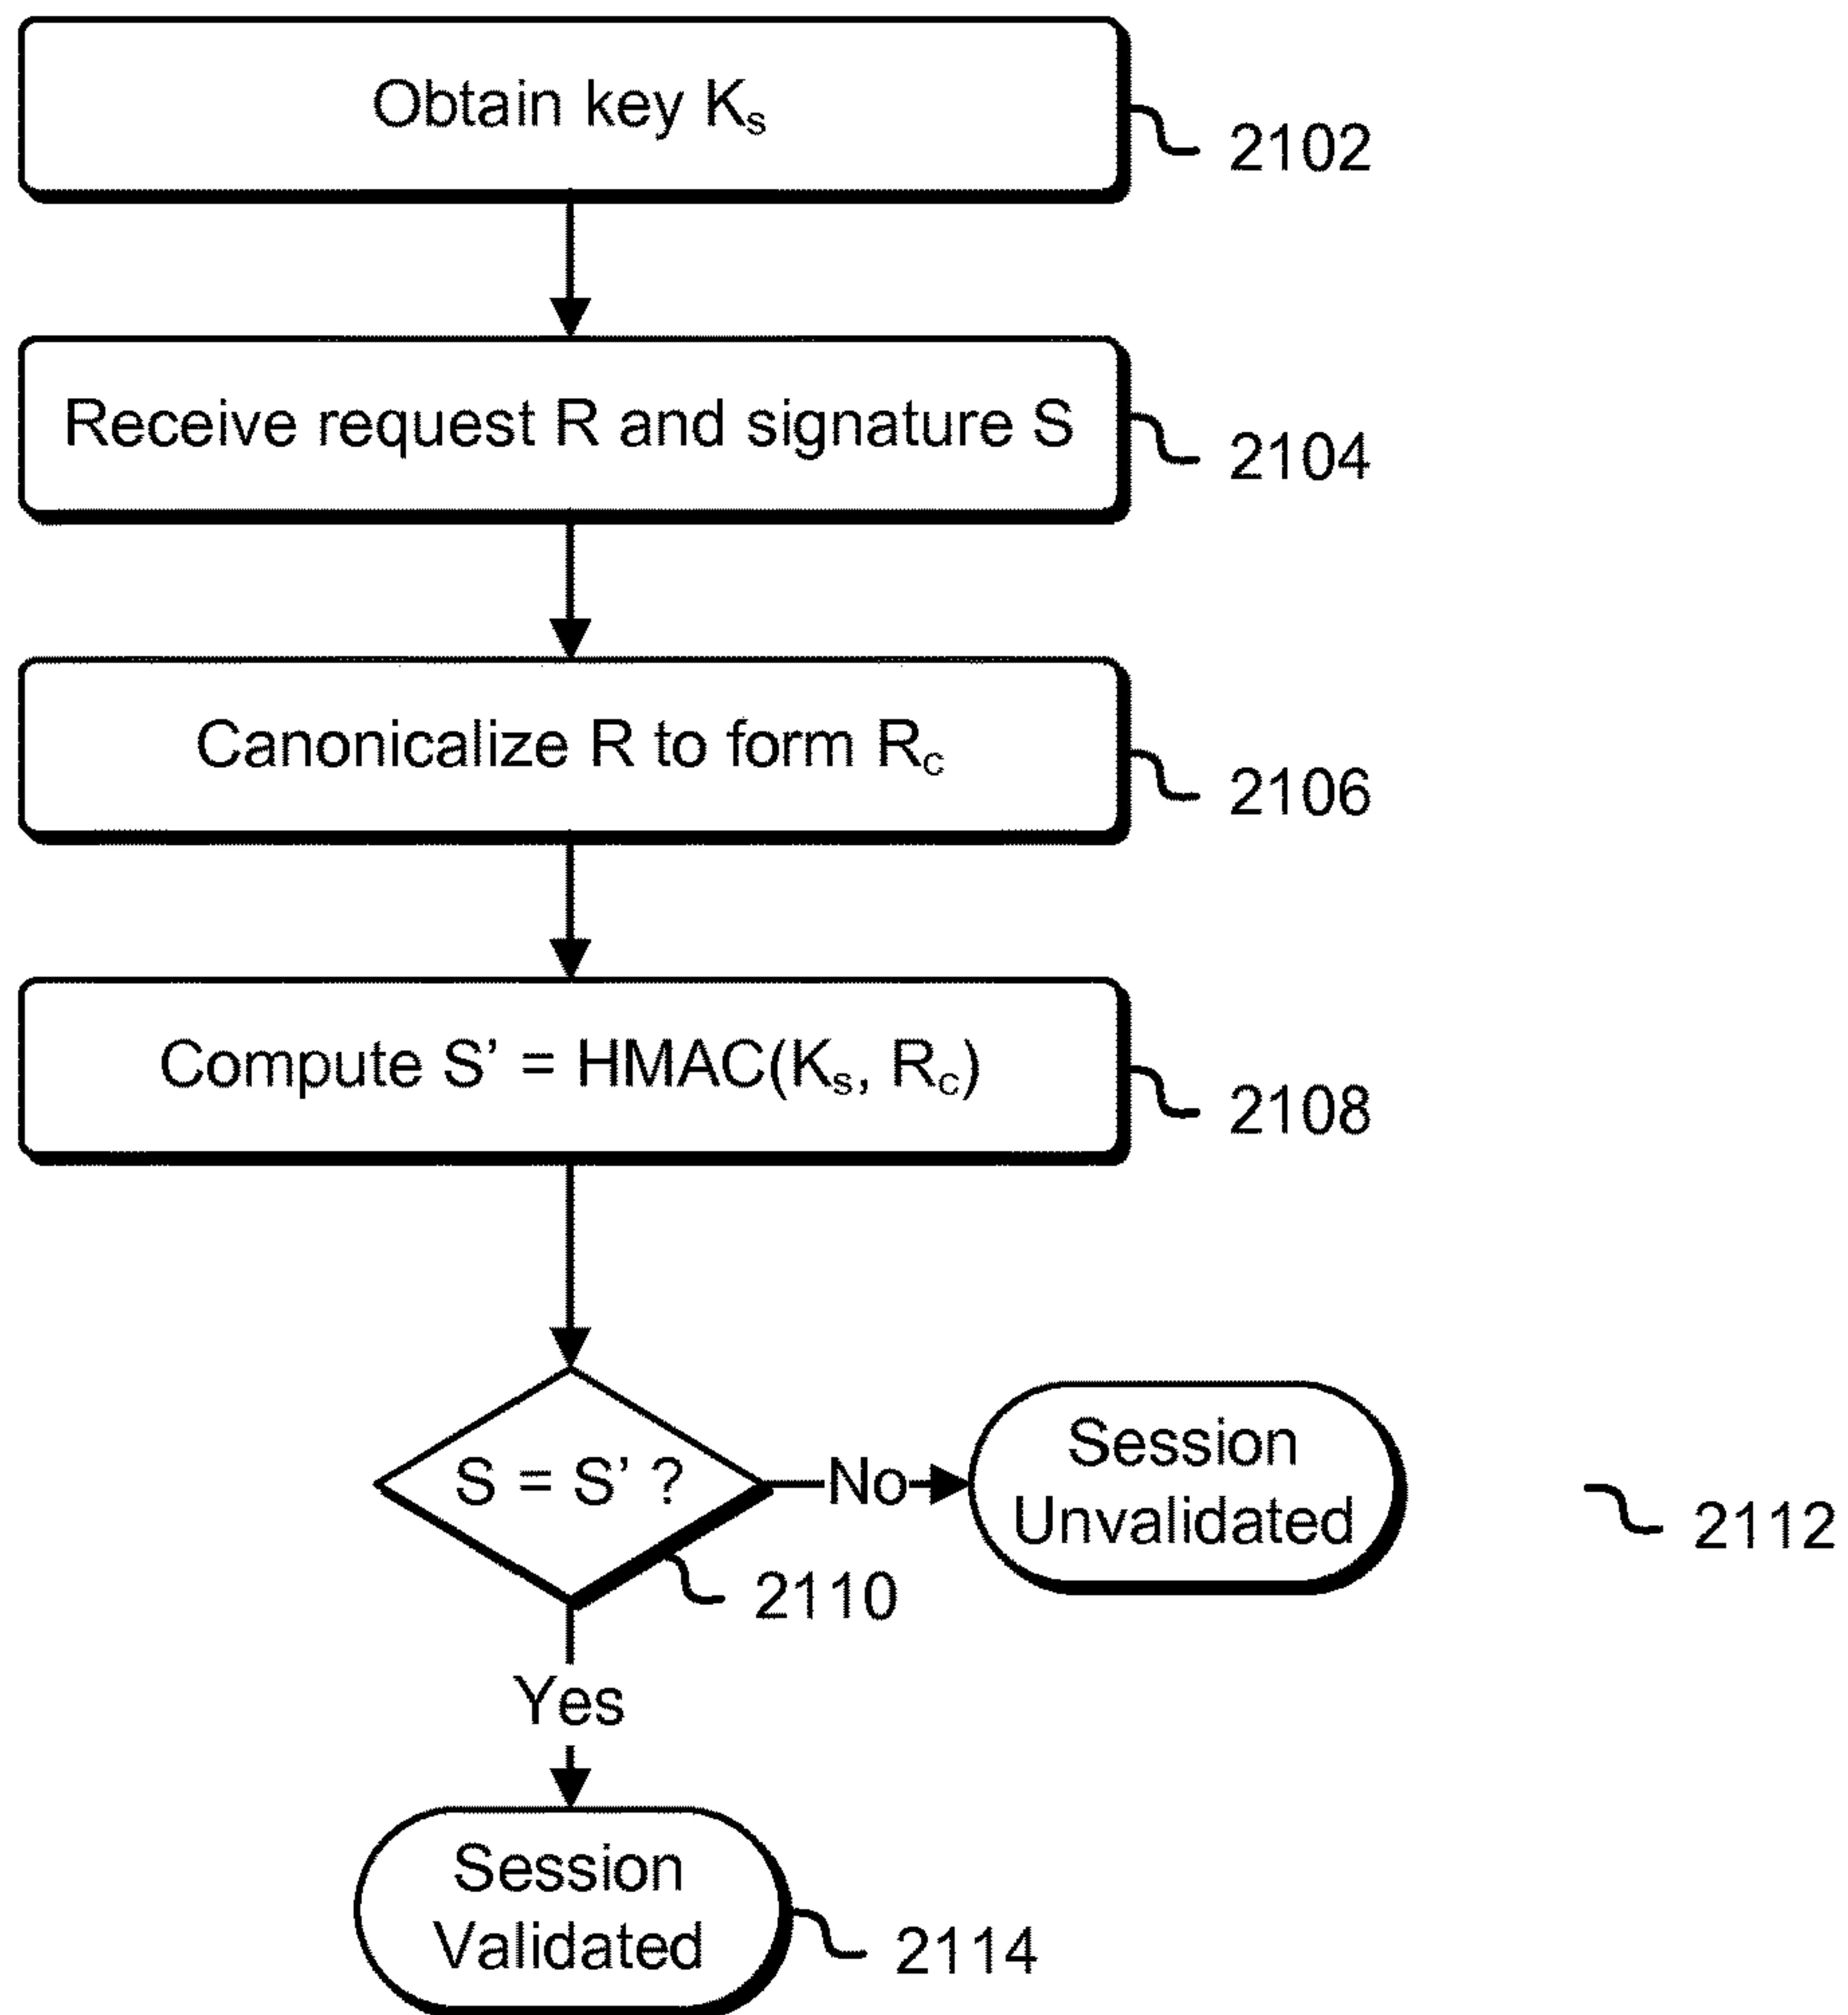 Obtain key Ks
2102
Receive request R and signature S
2104
Canonicalize R to form Rc
2106
Compute S’ = HMAC(Ks, Rc)
2108
S = S’ ?
No
Session
Unvalidated
2112
2110
Yes
Session
Validated
2114